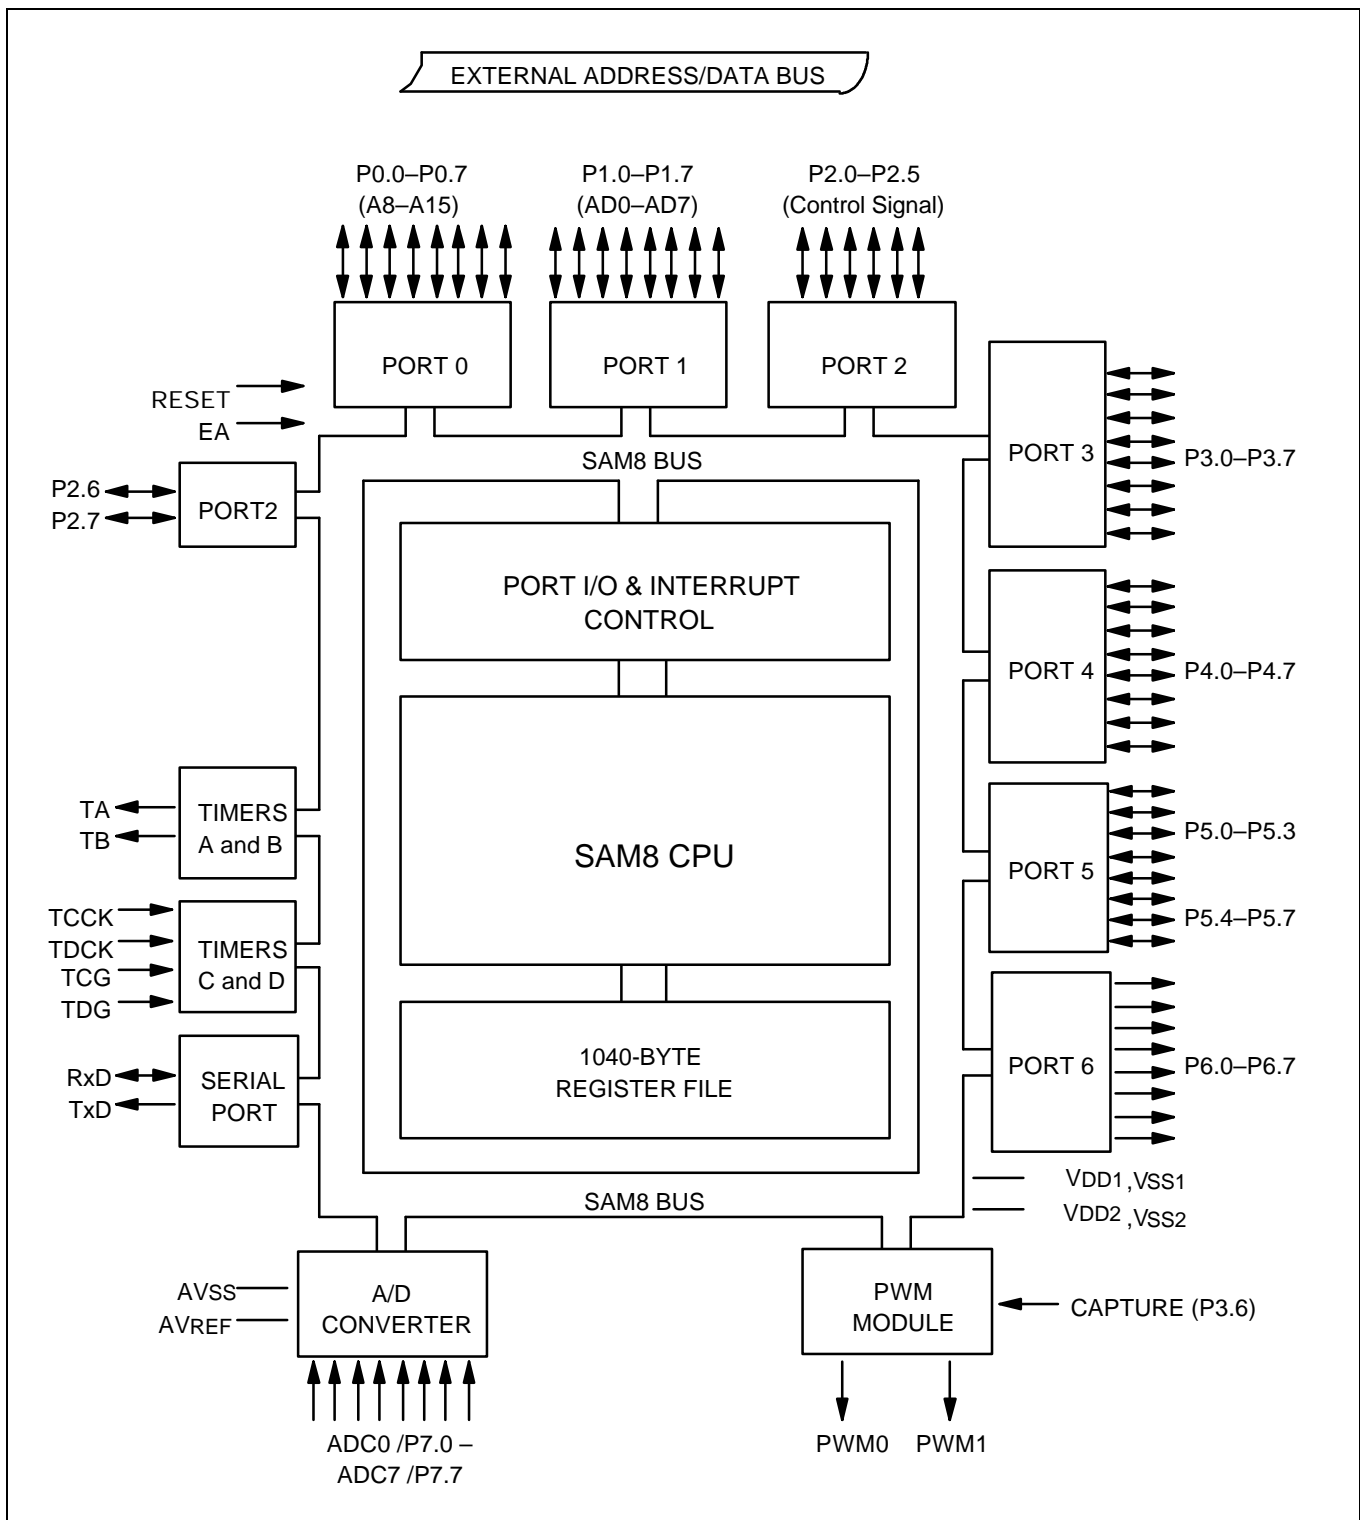 EXTERNAL ADDRESS/DATA BUS
P0.0–P0.7
(A8–A15)
P1.0–P1.7
(AD0–AD7)
P2.0–P2.5
(Control Signal)
PORT 0
PORT 1
PORT 2
RESET
EA
SAM8 BUS
PORT 3
P3.0–P3.7
P2.6
P2.7
PORT2
PORT I/O & INTERRUPT
CONTROL
PORT 4
P4.0–P4.7
TA
TB
TIMERS
A and B
SAM8 CPU
PORT 5
P5.0–P5.3
P5.4–P5.7
TCCK
TDCK
TCG
TDG
TIMERS
C and D
1040-BYTE
REGISTER FILE
PORT 6
P6.0–P6.7
RxD
TxD
SERIAL
PORT
VDD1 ,VSS1
VDD2 ,VSS2
SAM8 BUS
AVSS
AVREF
A/D
CONVERTER
PWM
MODULE
CAPTURE (P3.6)
ADC0 /P7.0 –
ADC7 /P7.7
PWM0
PWM1